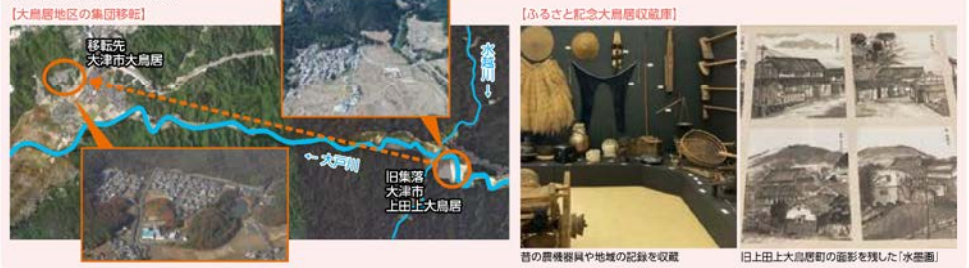 【大鳥居地区の集団移転】
移転先
大津市大鳥居
水越川→
←大戸川
旧集落
大津市
上田上大鳥居
【ふるさと記念大鳥居収蔵庫】
昔の農機器具や地域の記録を収蔵
旧上田上大鳥居町の面影を残した「水墨画」